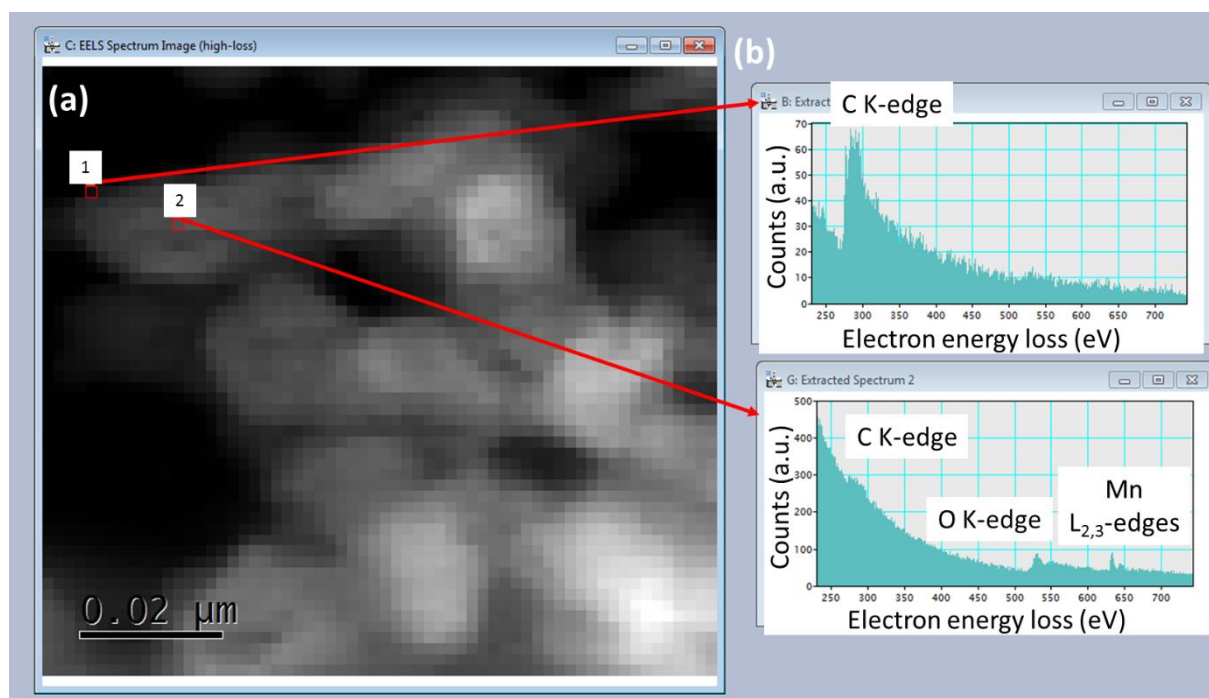 C: EELS Spectrum Image (high-loss)
(a)
1
2
0.02 µm
(b)
B: Extrac
C K-edge
70
60
50
40
30
20
10
0
Counts (a.u.)
250 300 350 400 450 500 550 600 650 700
Electron energy loss (eV)
G: Extracted Spectrum 2
500
400
300
200
100
0
Counts (a.u.)
C K-edge
O K-edge
Mn
L2,3-edges
250 300 350 400 450 500 550 600 650 700
Electron energy loss (eV)